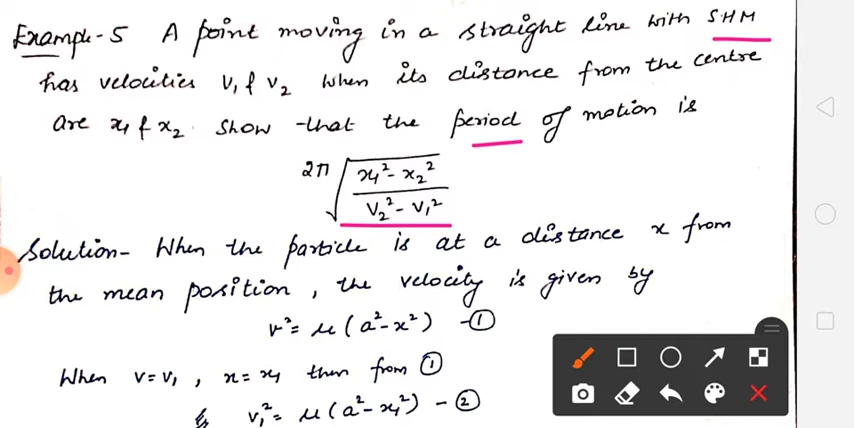 Example-5 A point moving in a straight line with SHM
has velocities v₁ & v₂ when its distance from the centre
are x₁ & x₂. Show that the period of motion is
2π √((x₁² - x₂²)/(v₂² - v₁²))
Solution- When the particle is at a distance x from
the mean position, the velocity is given by
v² = μ(a² - x²) -①
When v = v₁, x = x₁ then from ①
v₁² = μ(a² - x₁²) -②